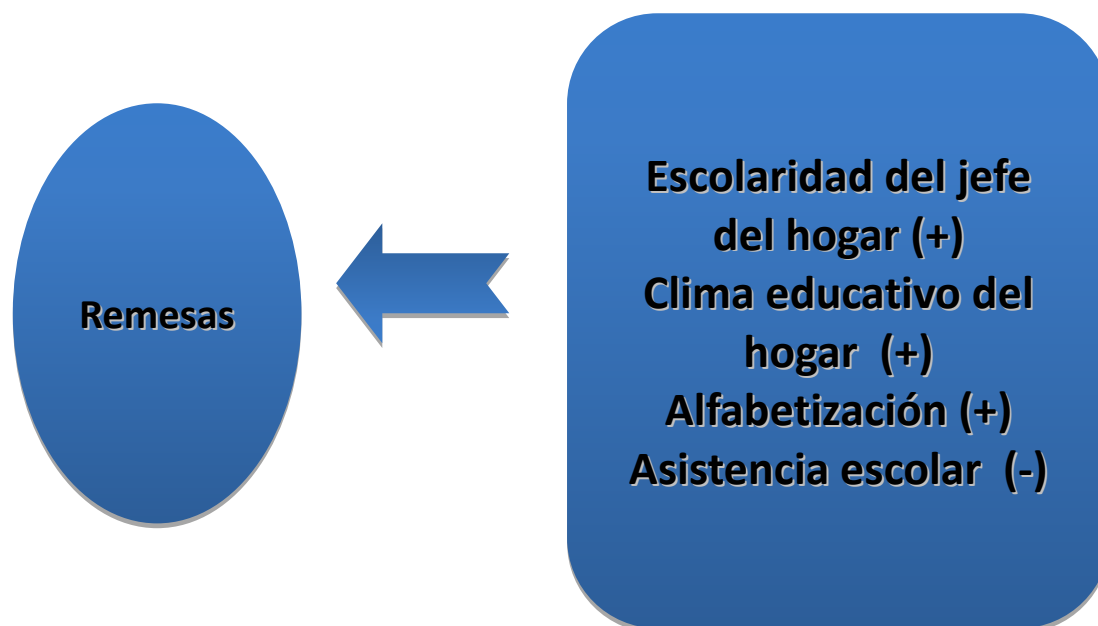 Remesas
Escolaridad del jefe
del hogar (+)
Clima educativo del
hogar  (+)
Alfabetización (+)
Asistencia escolar  (-)